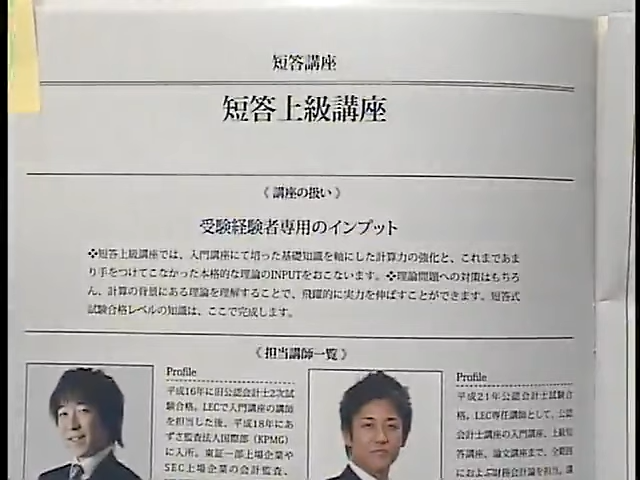 短答講座
短答上級講座
《 講座の扱い 》
受験経験者専用のインプット
❖短答上級講座では、入門講座にて培った基礎知識を軸にした計算力の強化と、これまであま
り手をつけてこなかった本格的な理論のINPUTをおこないます。❖理論問題への対策はもちろ
ん、計算の背景にある理論を理解することで、飛躍的に実力を伸ばすことができます。短答式
試験合格レベルの知識は、ここで完成します。
《 担当講師一覧 》
Profile
平成16年に旧公認会計士2次試
験合格。LECで入門講座の講師
を担当した後、平成18年にあ
ずさ監査法人国際部（KPMG）
に入所。東証一部上場企業や
SEC上場企業の会計監査、
Profile
平成21年公認会計士試験合
格。LEC専任講師として、公認
会計士講座の入門講座、上級短
答講座、論文講座まで、全範囲
におよぶ財務会計論を担当。講